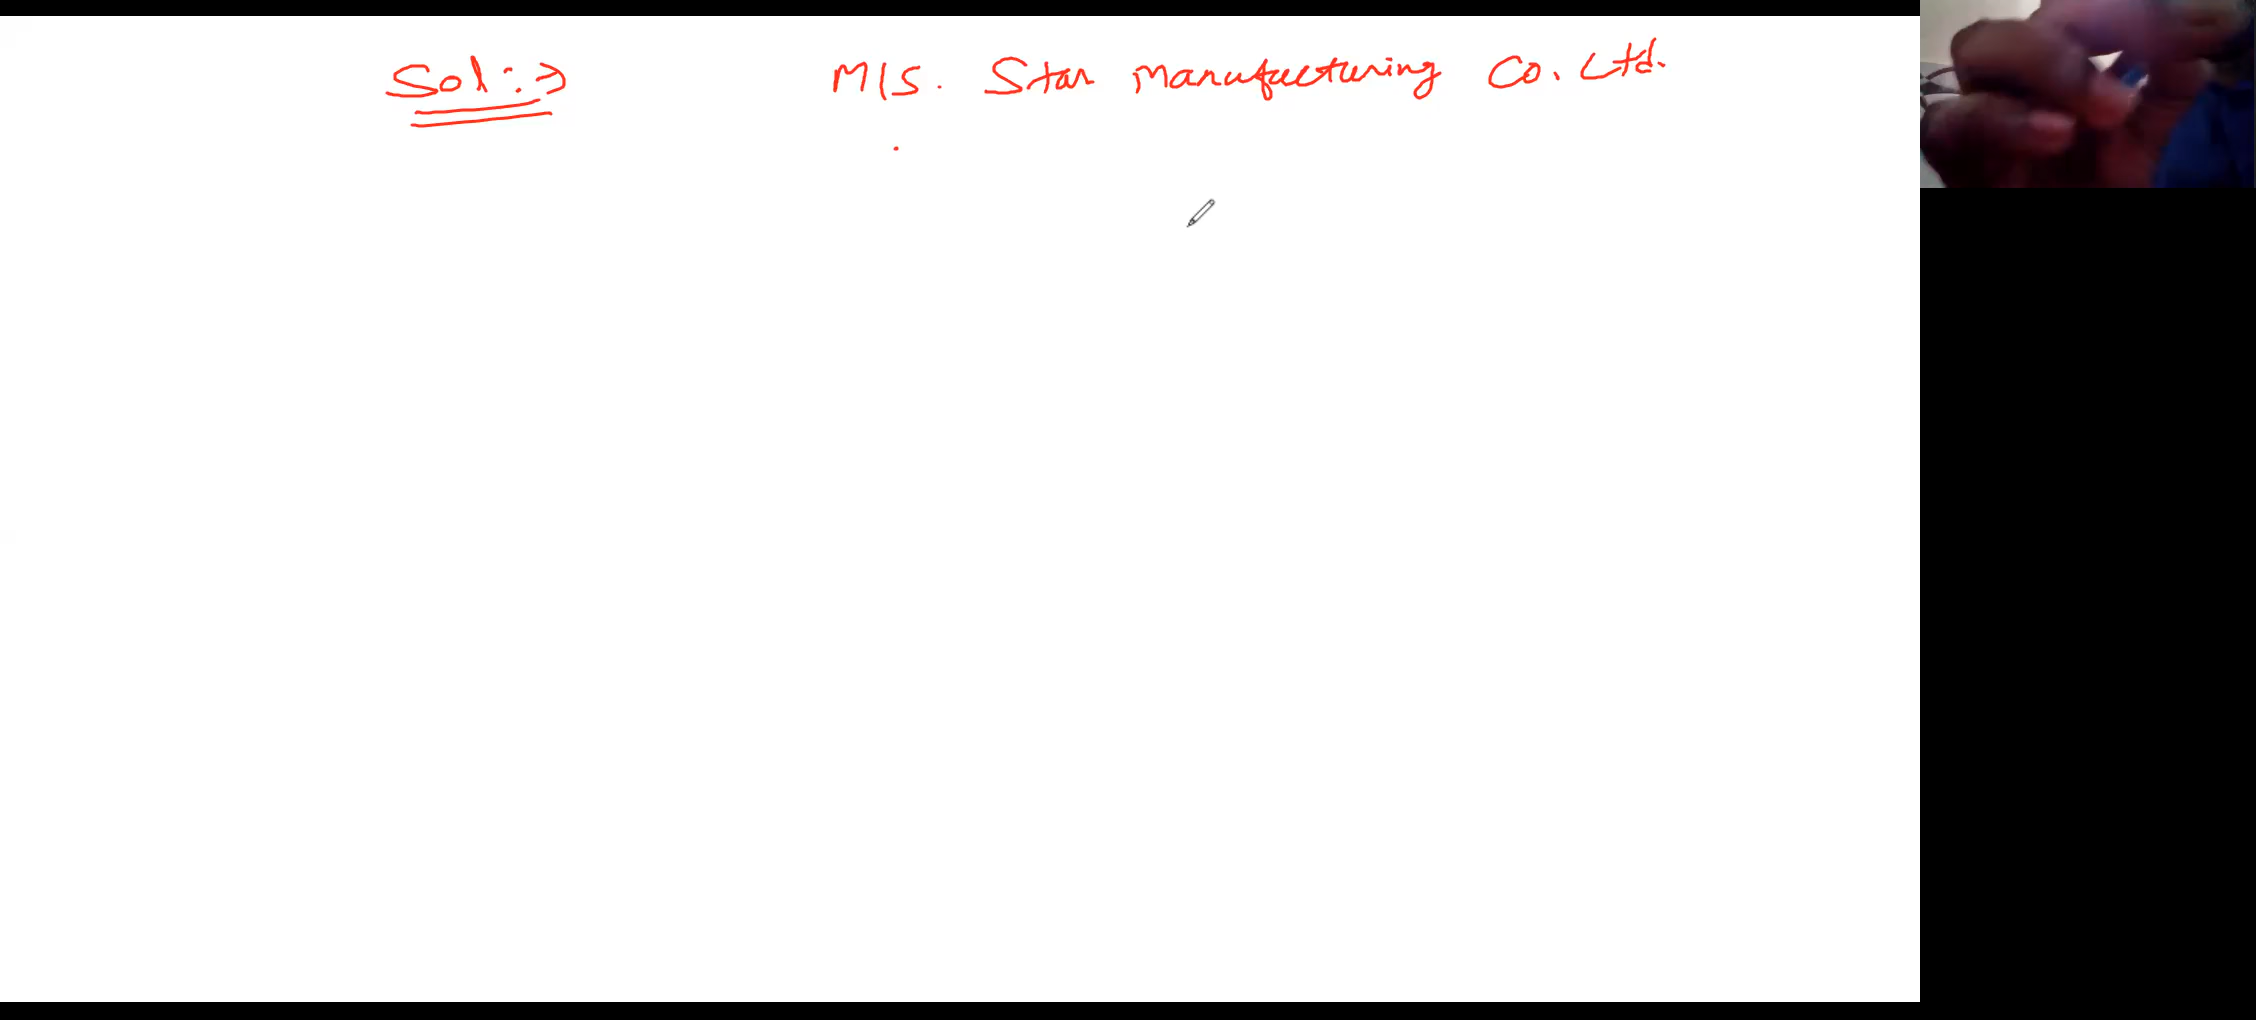 Sol:→ M/S. Star Manufacturing Co. Ltd.